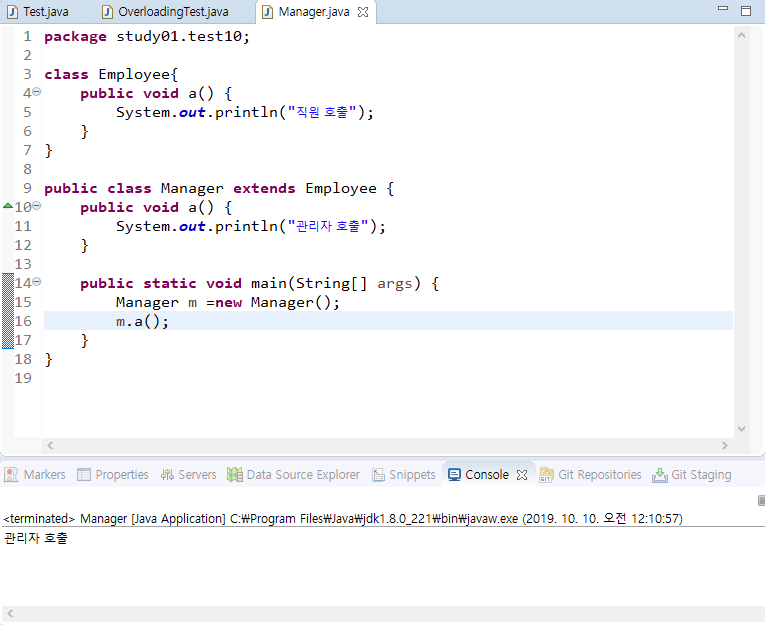 Test.java OverloadingTest.java Manager.java
1 package study01.test10;
2
3 class Employee{
4 public void a() {
5 System.out.println("직원 호출");
6 }
7 }
8
9 public class Manager extends Employee {
10 public void a() {
11 System.out.println("관리자 호출");
12 }
13
14 public static void main(String[] args) {
15 Manager m =new Manager();
16 m.a();
17 }
18 }
19
Markers Properties Servers Data Source Explorer Snippets Console Git Repositories Git Staging
<terminated> Manager [Java Application] C:₩Program Files₩Java₩jdk1.8.0_221₩bin₩javaw.exe (2019. 10. 10. 오전 12:10:57)
관리자 호출